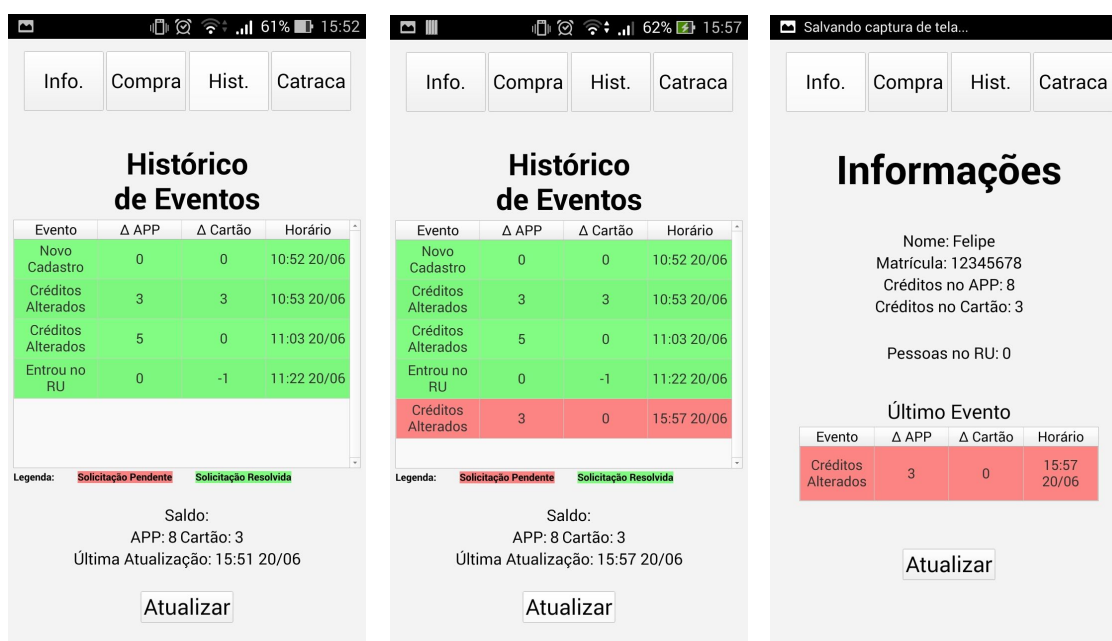 61% 15:52
Info. Compra Hist. Catraca
Histórico
de Eventos
Evento Δ APP Δ Cartão Horário
Novo
Cadastro 0 0 10:52 20/06
Créditos
Alterados 3 3 10:53 20/06
Créditos
Alterados 5 0 11:03 20/06
Entrou no
RU 0 -1 11:22 20/06
Legenda: Solicitação Pendente Solicitação Resolvida
Saldo:
APP: 8 Cartão: 3
Última Atualização: 15:51 20/06
Atualizar
62% 15:57
Info. Compra Hist. Catraca
Histórico
de Eventos
Evento Δ APP Δ Cartão Horário
Novo
Cadastro 0 0 10:52 20/06
Créditos
Alterados 3 3 10:53 20/06
Créditos
Alterados 5 0 11:03 20/06
Entrou no
RU 0 -1 11:22 20/06
Créditos
Alterados 3 0 15:57 20/06
Legenda: Solicitação Pendente Solicitação Resolvida
Saldo:
APP: 8 Cartão: 3
Última Atualização: 15:57 20/06
Atualizar
Salvando captura de tela...
Info. Compra Hist. Catraca
Informações
Nome: Felipe
Matrícula: 12345678
Créditos no APP: 8
Créditos no Cartão: 3
Pessoas no RU: 0
Último Evento
Evento Δ APP Δ Cartão Horário
Créditos
Alterados 3 0 15:57
20/06
Atualizar